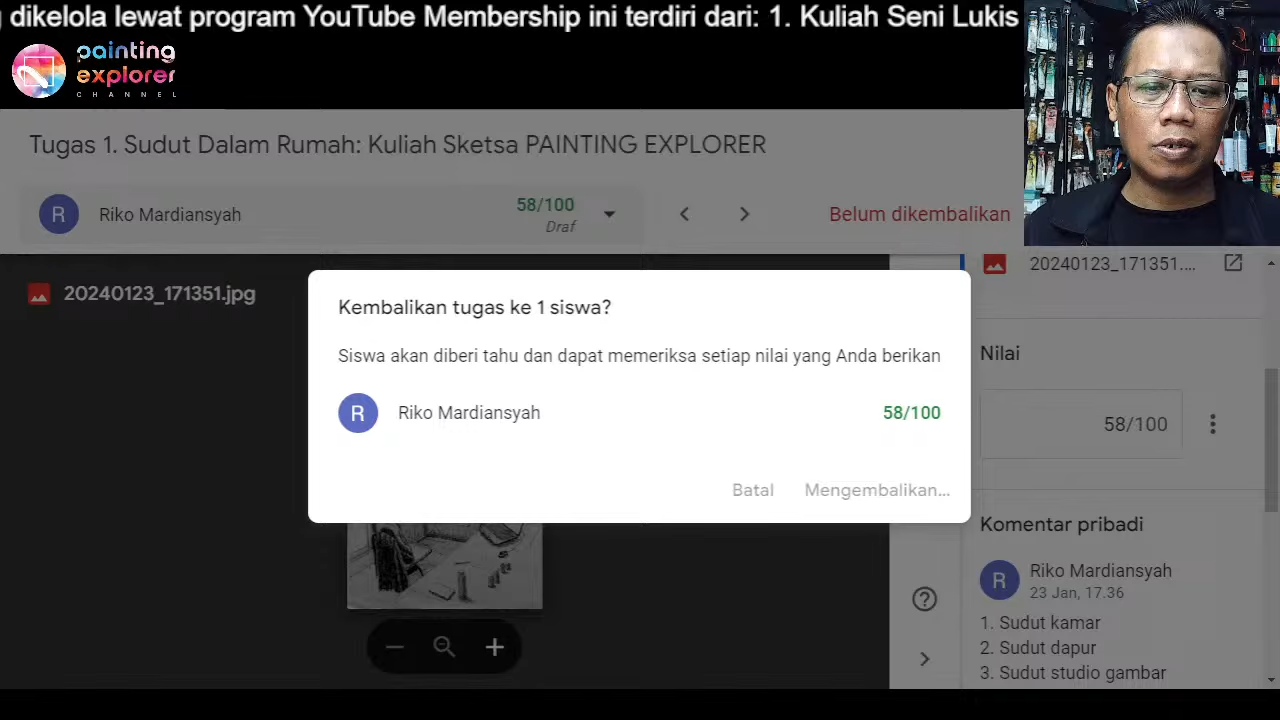 dikelola lewat program YouTube Membership ini terdiri dari: 1. Kuliah Seni Lukis
painting
explorer
CHANNEL
Tugas 1. Sudut Dalam Rumah: Kuliah Sketsa PAINTING EXPLORER
R
Riko Mardiansyah
58/100
Draf
Belum dikembalikan
20240123_171351.jpg
20240123_171351....
Kembalikan tugas ke 1 siswa?
Siswa akan diberi tahu dan dapat memeriksa setiap nilai yang Anda berikan
R
Riko Mardiansyah
58/100
Batal
Mengembalikan...
Nilai
58/100
Komentar pribadi
R
Riko Mardiansyah
23 Jan, 17.36
1. Sudut kamar
2. Sudut dapur
3. Sudut studio gambar